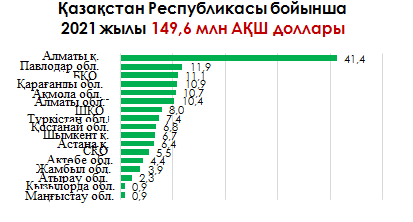 Қазақстан Республикасы бойынша
2021 жылы 149,6 млн АҚШ доллары
Алматы қ. 41,4
Павлодар обл. 11,9
БҚО 11,1
Қарағанды обл. 10,9
Ақмола обл. 10,7
Алматы обл. 10,4
ШҚО 8,0
Түркістан обл. 7,4
Қостанай обл. 6,8
Шымкент қ. 6,7
Астана қ. 6,4
СҚО 5,5
Ақтөбе обл. 4,4
Жамбыл обл. 3,9
Атырау обл. 2,3
Қызылорда обл. 0,9
Маңғыстау обл. 0,9